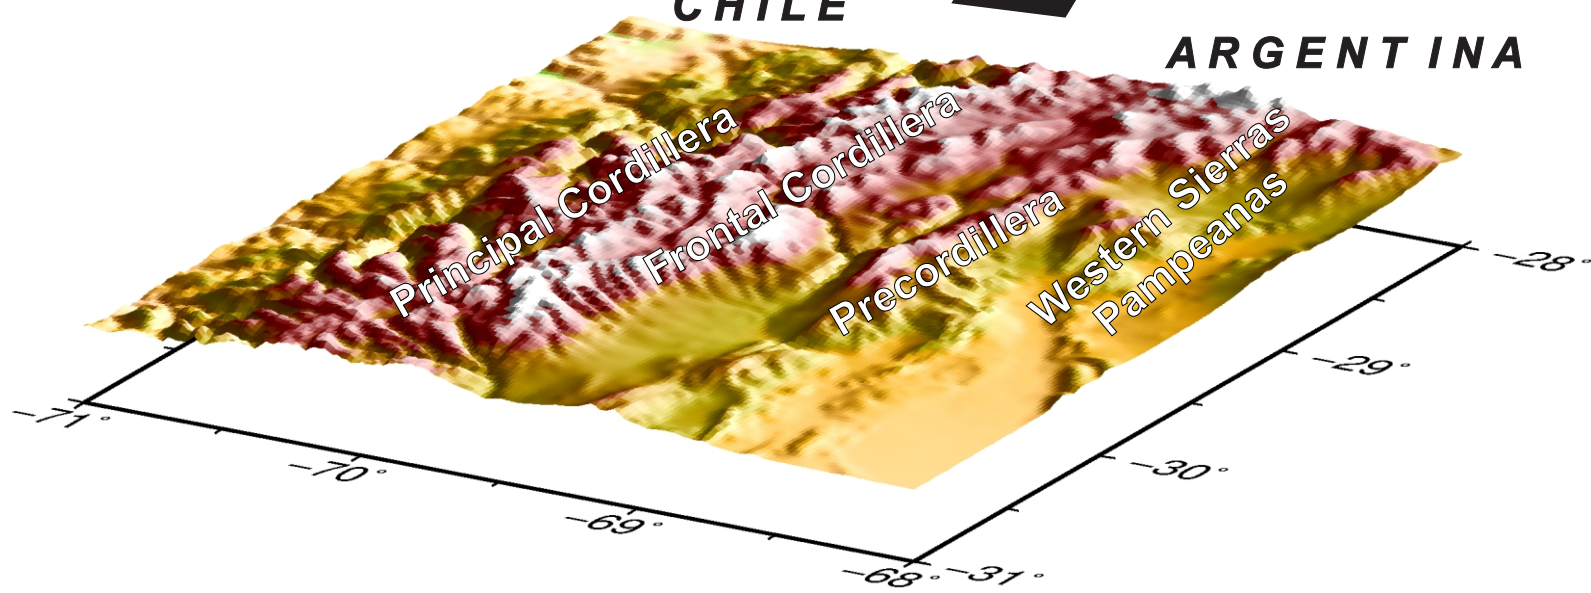 CHILE
ARGENTINA
Principal Cordillera
Frontal Cordillera
Precordillera
Western Sierras
Pampeanas
−28°
−29°
−30°
−31°
−71°
−70°
−69°
−68°